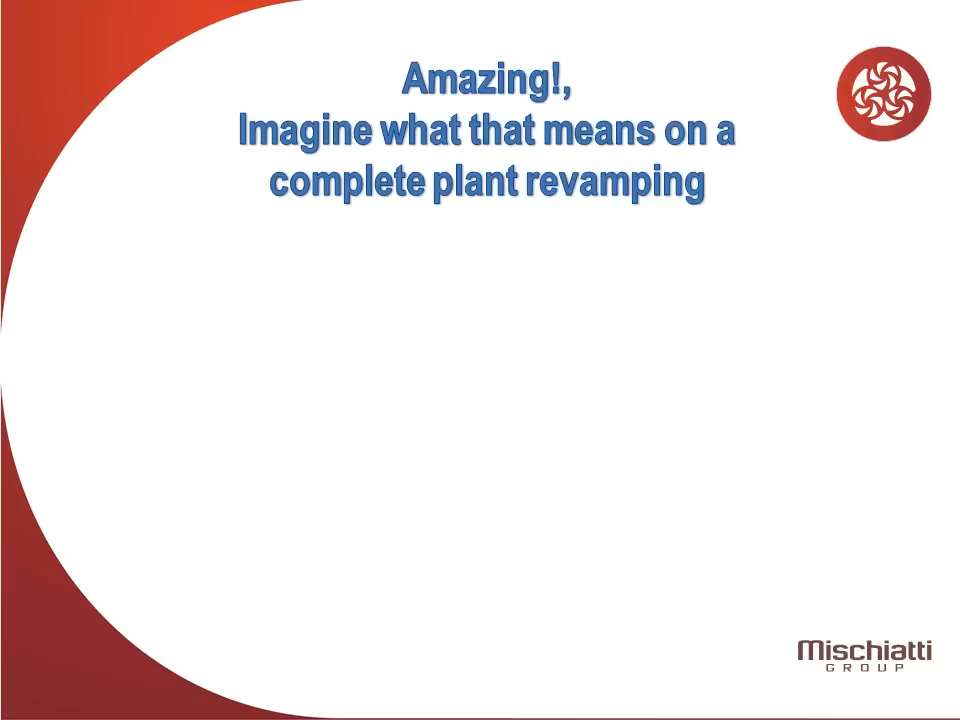 Amazing!,
Imagine what that means on a
complete plant revamping
Mischiatti
GROUP